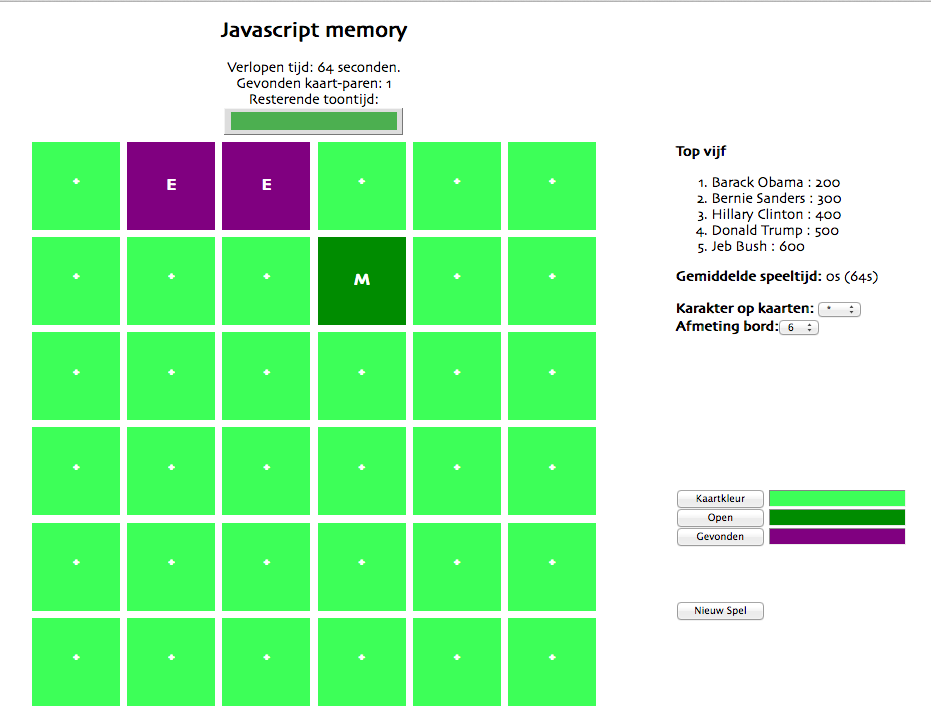 Javascript memory
Verlopen tijd: 64 seconden.
Gevonden kaart-paren: 1
Resterende toontijd:
* E E * * *
* * * M * *
* * * * * *
* * * * * *
* * * * * *
* * * * * *
Top vijf
1. Barack Obama : 200
2. Bernie Sanders : 300
3. Hillary Clinton : 400
4. Donald Trump : 500
5. Jeb Bush : 600
Gemiddelde speeltijd: 0s (64s)
Karakter op kaarten: *
Afmeting bord: 6
Kaartkleur
Open
Gevonden
Nieuw Spel